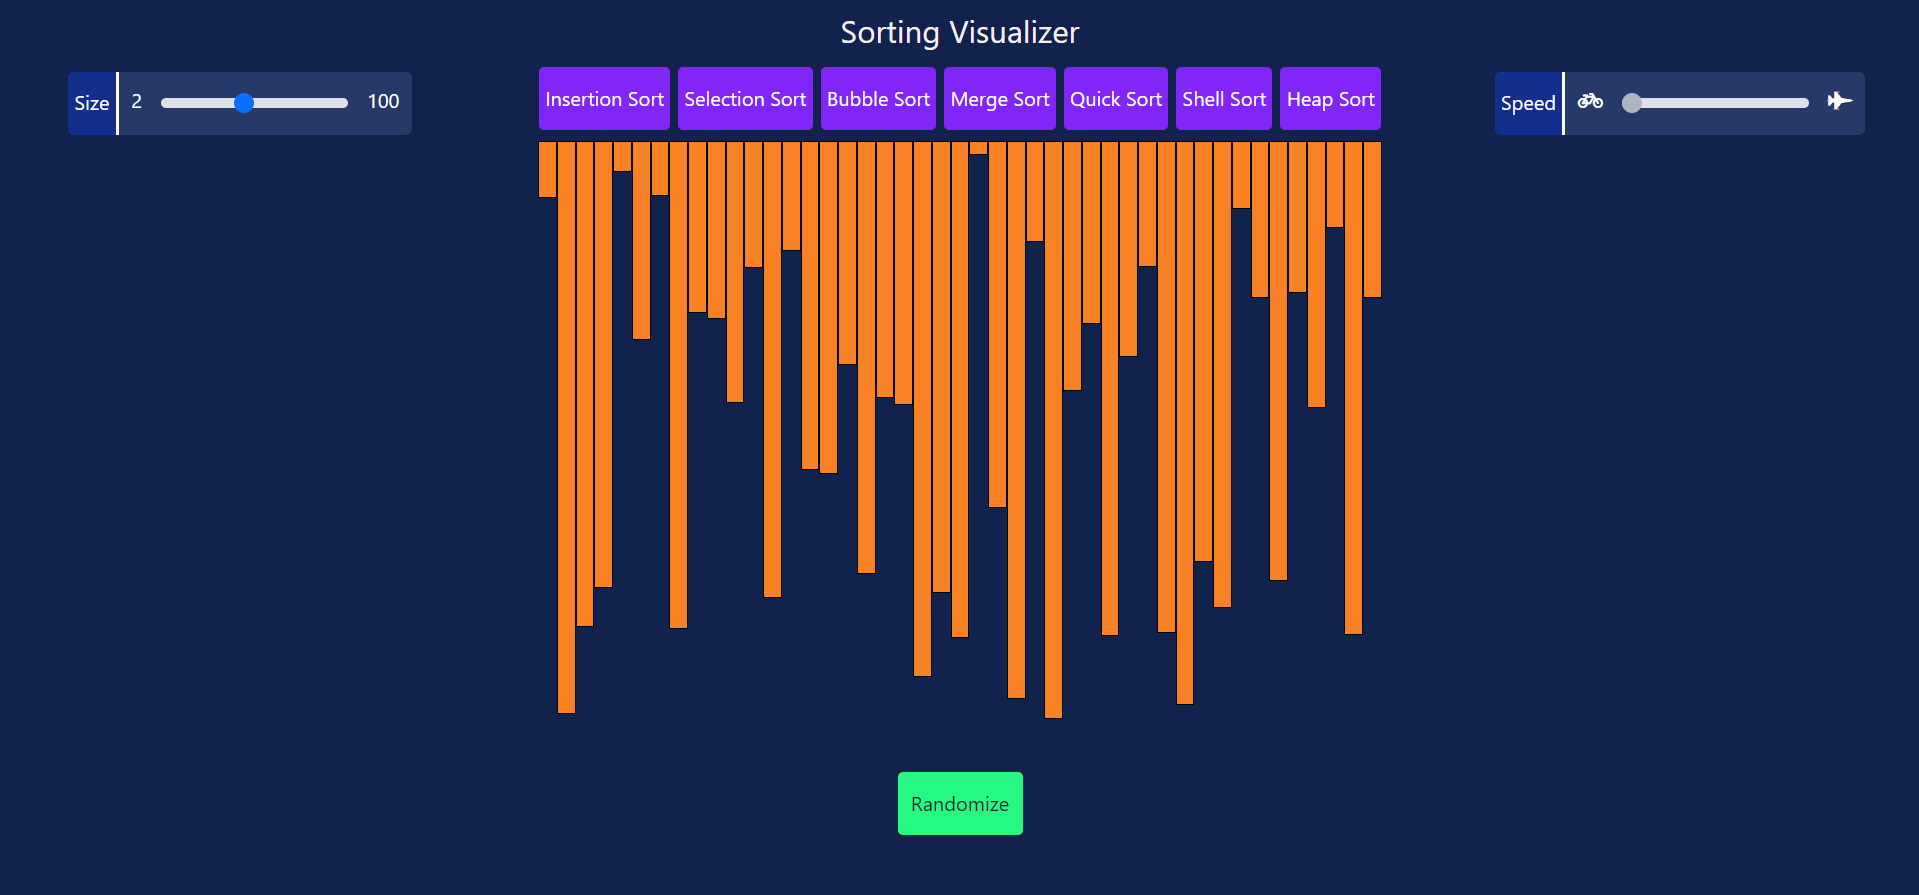 Sorting Visualizer
Size 2 100
Insertion Sort Selection Sort Bubble Sort Merge Sort Quick Sort Shell Sort Heap Sort
Speed
Randomize